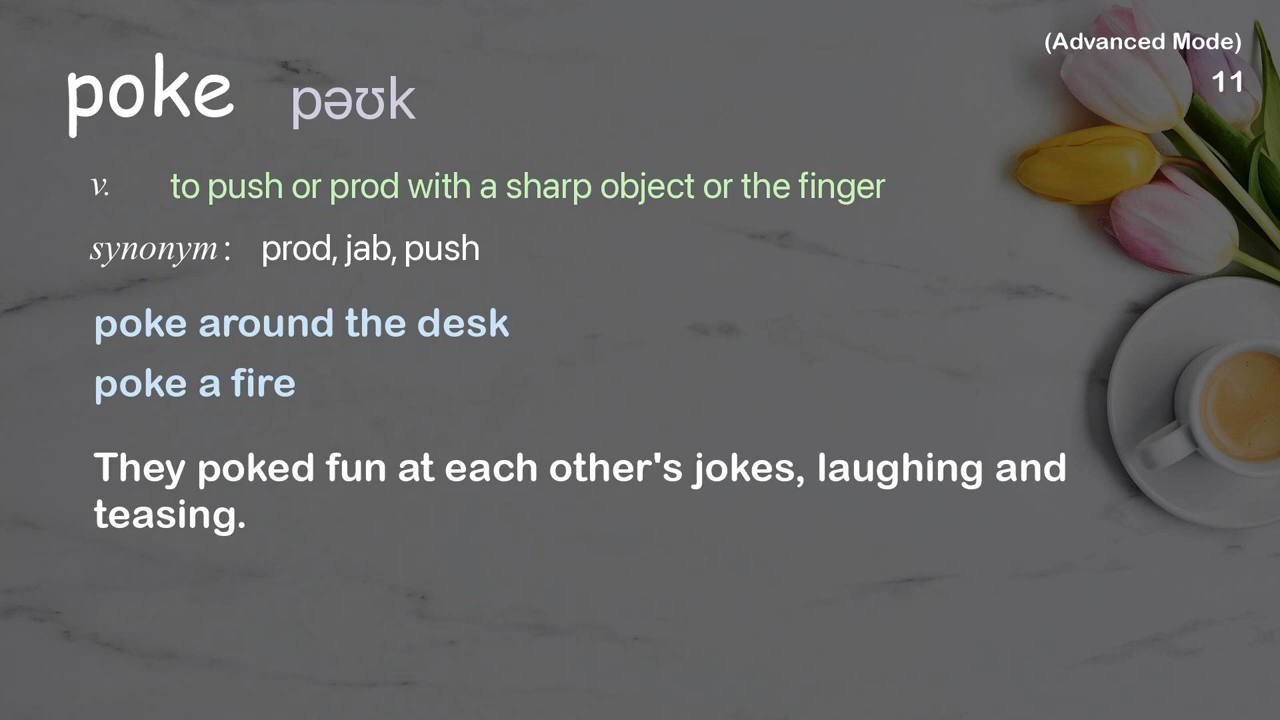 (Advanced Mode)
11
poke pəʊk
v. to push or prod with a sharp object or the finger
synonym: prod, jab, push
poke around the desk
poke a fire
They poked fun at each other's jokes, laughing and
teasing.